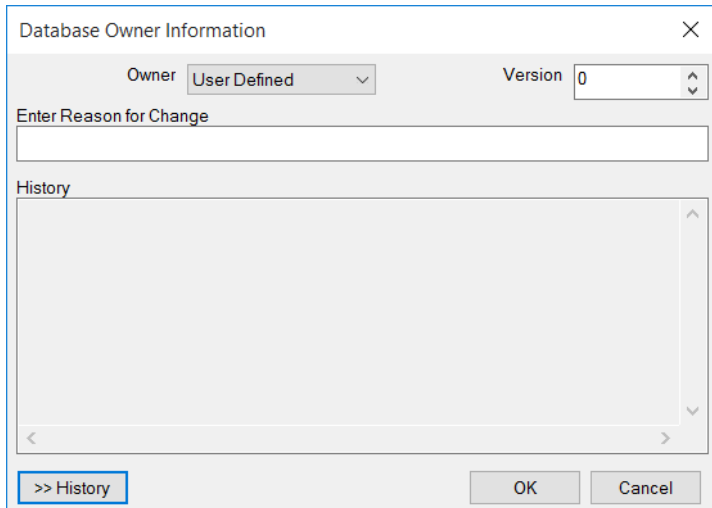 Database Owner Information
Owner User Defined Version 0
Enter Reason for Change
History
>> History OK Cancel